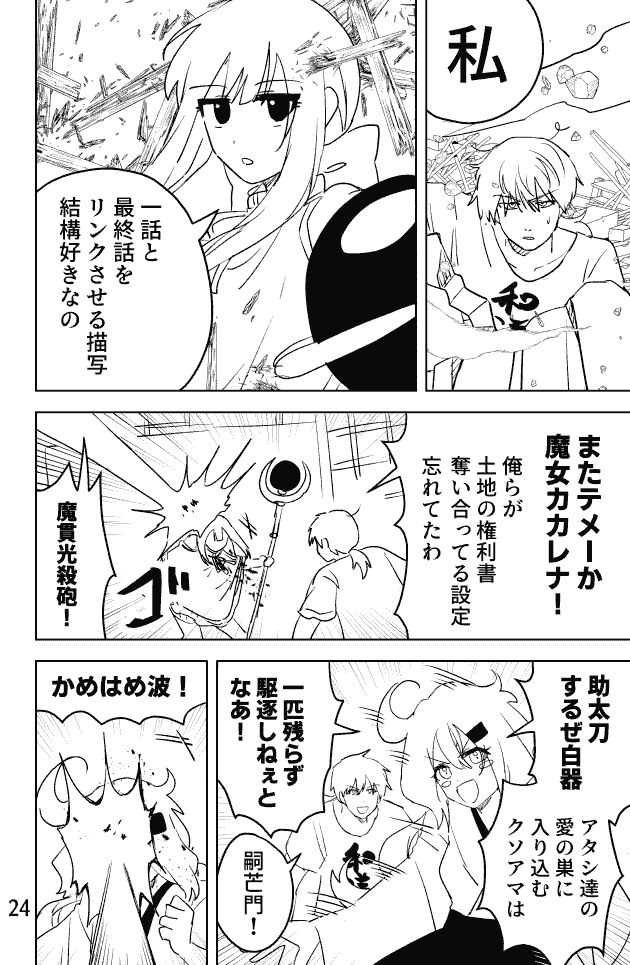 私
一話と
最終話を
リンクさせる描写
結構好きなの
またテメーか
魔女カカレナ！
俺らが
土地の権利書
奪い合ってる設定
忘れてたわ
ゴ
魔貫光殺砲！
助太刀
するぜ白器
アタシ達の
愛の巣に
入り込む
クソアマは
一匹残らず
駆逐しねぇと
なあ！
嗣芒門！
かめはめ波！
24